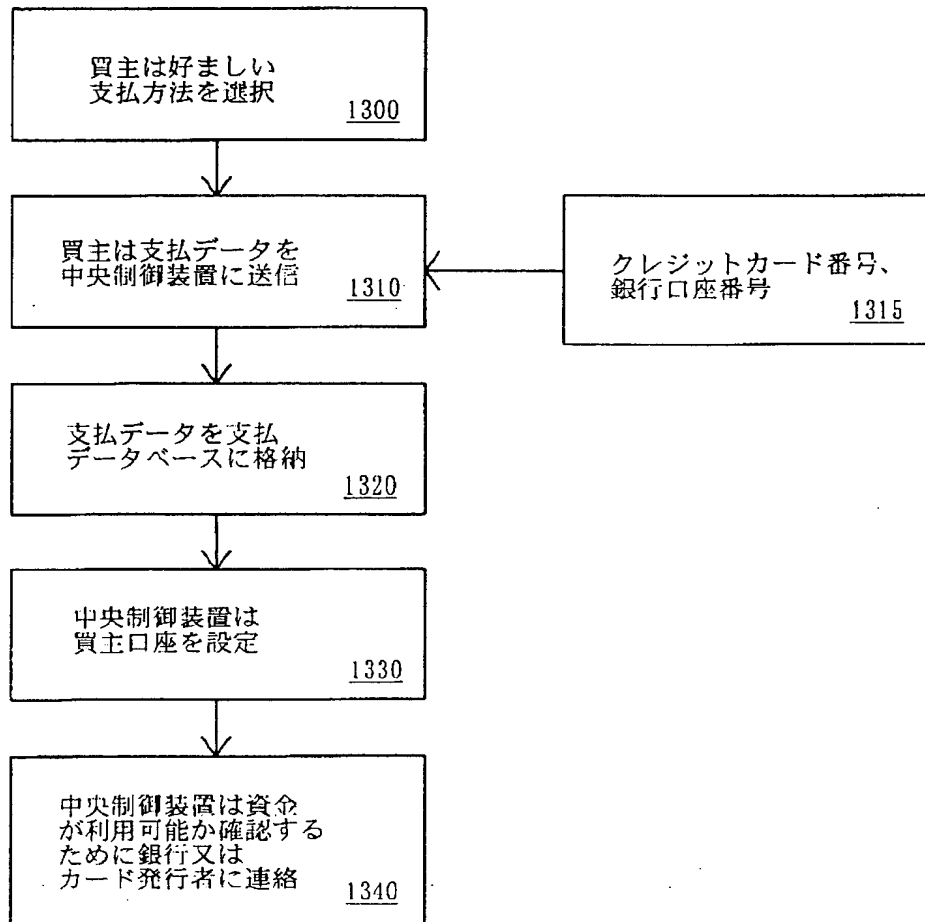 買主は好ましい
支払方法を選択
1300
買主は支払データを
中央制御装置に送信
1310
クレジットカード番号、
銀行口座番号
1315
支払データを支払
データベースに格納
1320
中央制御装置は
買主口座を設定
1330
中央制御装置は資金
が利用可能か確認する
ために銀行又は
カード発行者に連絡
1340